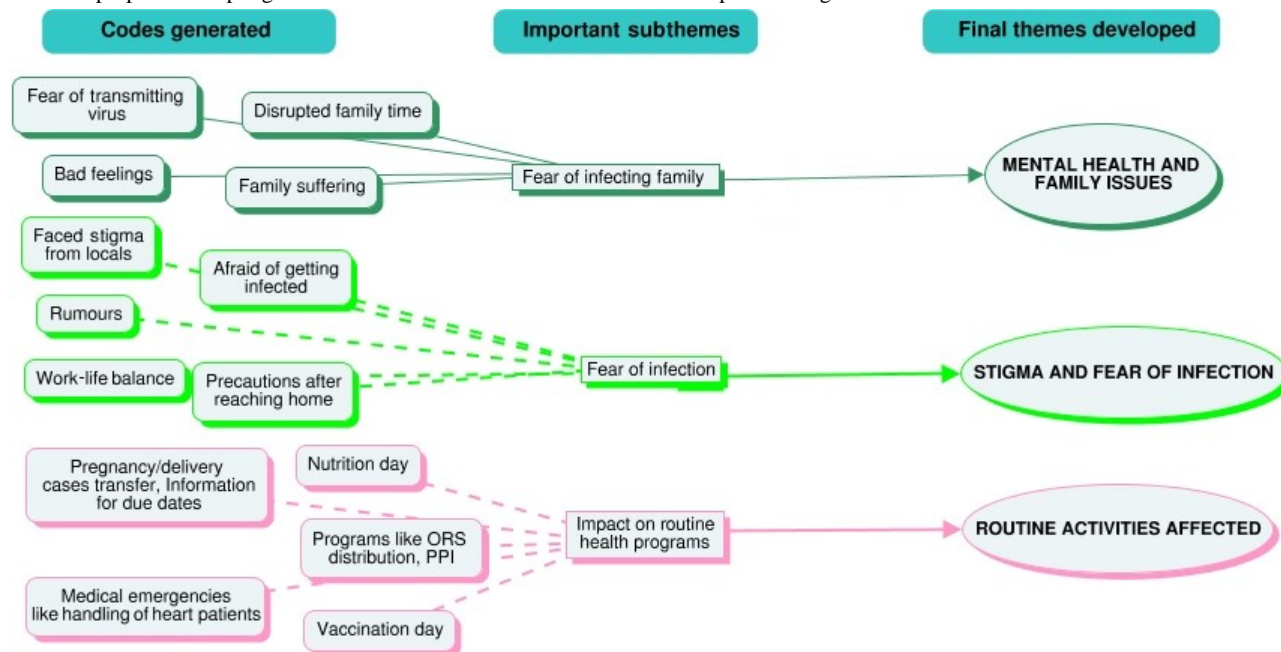 Codes generated
Important subthemes
Final themes developed
Fear of transmitting
virus
Disrupted family time
Bad feelings
Family suffering
Fear of infecting family
MENTAL HEALTH AND
FAMILY ISSUES
Faced stigma
from locals
Afraid of getting
infected
Rumours
Work-life balance
Precautions after
reaching home
Fear of infection
STIGMA AND FEAR OF INFECTION
Pregnancy/delivery
cases transfer, Information
for due dates
Nutrition day
Programs like ORS
distribution, PPI
Medical emergencies
like handling of heart patients
Vaccination day
Impact on routine
health programs
ROUTINE ACTIVITIES AFFECTED